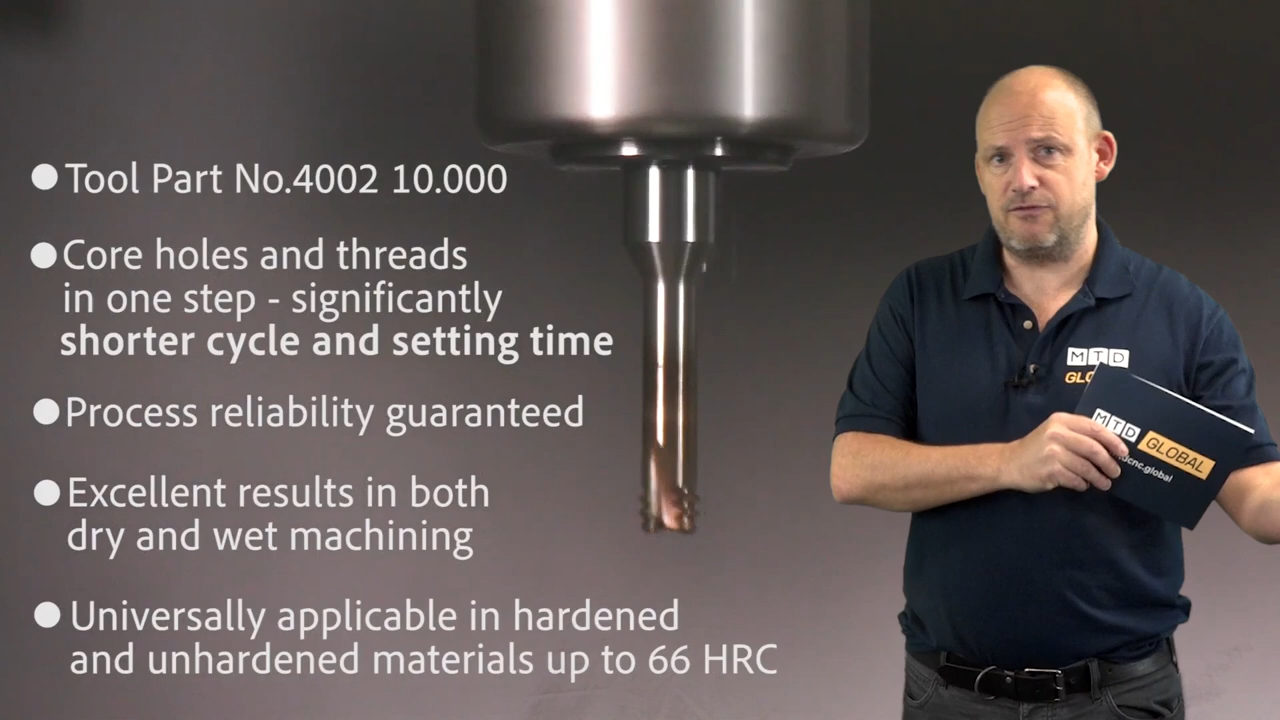 ● Tool Part No.4002 10.000
● Core holes and threads
in one step - significantly
shorter cycle and setting time
● Process reliability guaranteed
● Excellent results in both
dry and wet machining
● Universally applicable in hardened
and unhardened materials up to 66 HRC
MTD
MTD GLOBAL